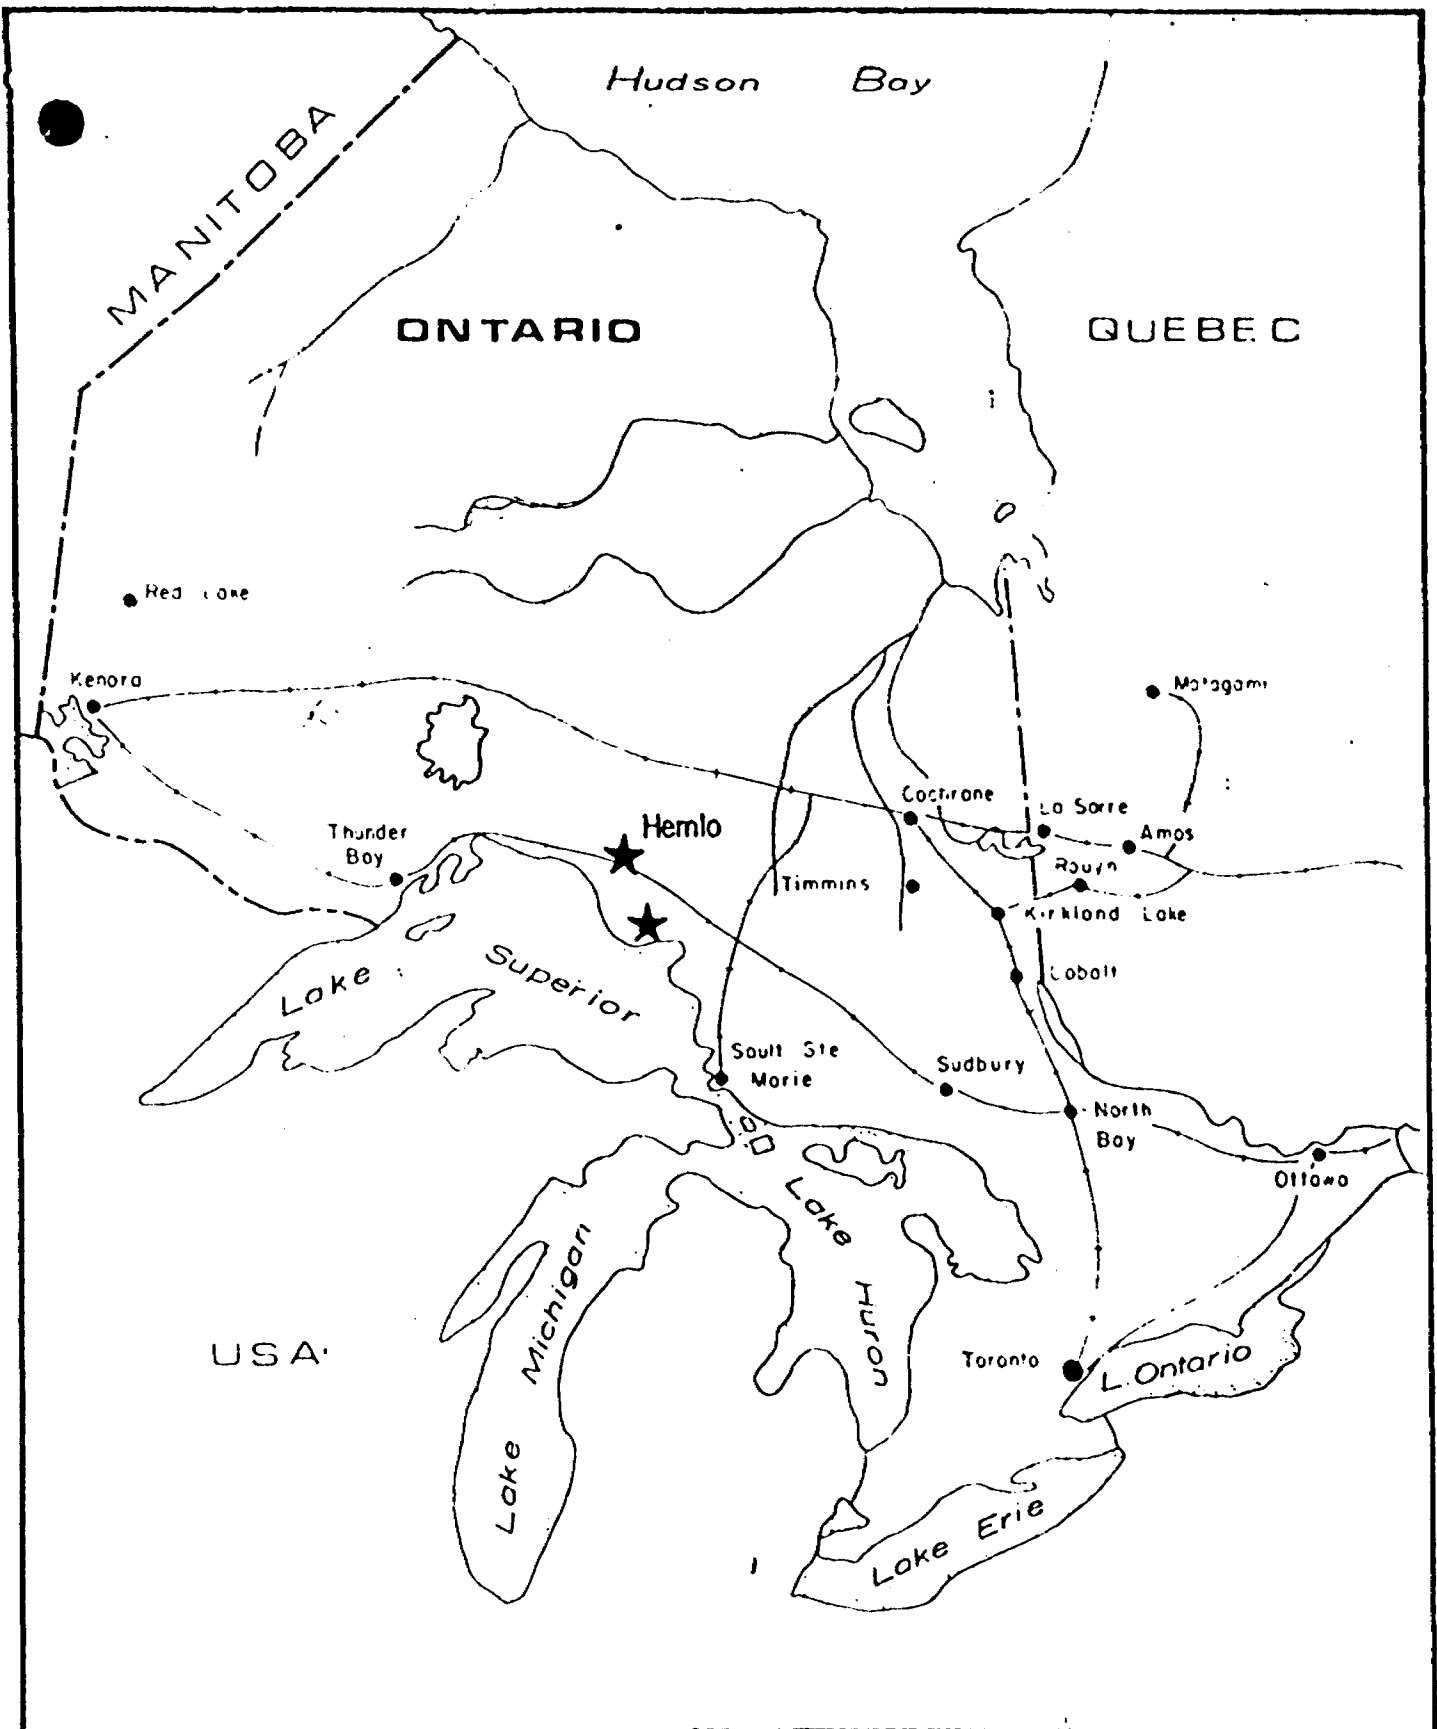 Hudson Bay
MANITOBA
ONTARIO
QUEBEC
Red Lake
Kenora
Matagami
Cochrane
La Sarre
Amos
Hemlo
Thunder
Bay
Rouyn
Timmins
Kirkland Lake
Cobalt
Lake Superior
Sault Ste
Marie
Sudbury
North
Bay
Ottawa
Lake Huron
Lake Michigan
USA
Toronto
L. Ontario
Lake Erie